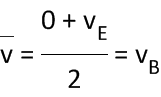 v̅ = (0 + v_E) / 2 = v_B